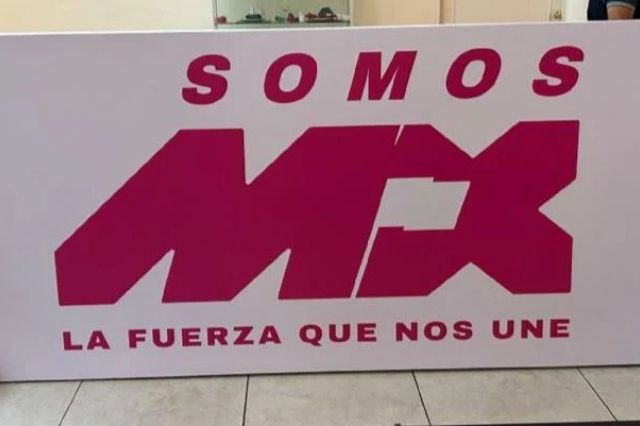 SOMOS
MX
LA FUERZA QUE NOS UNE